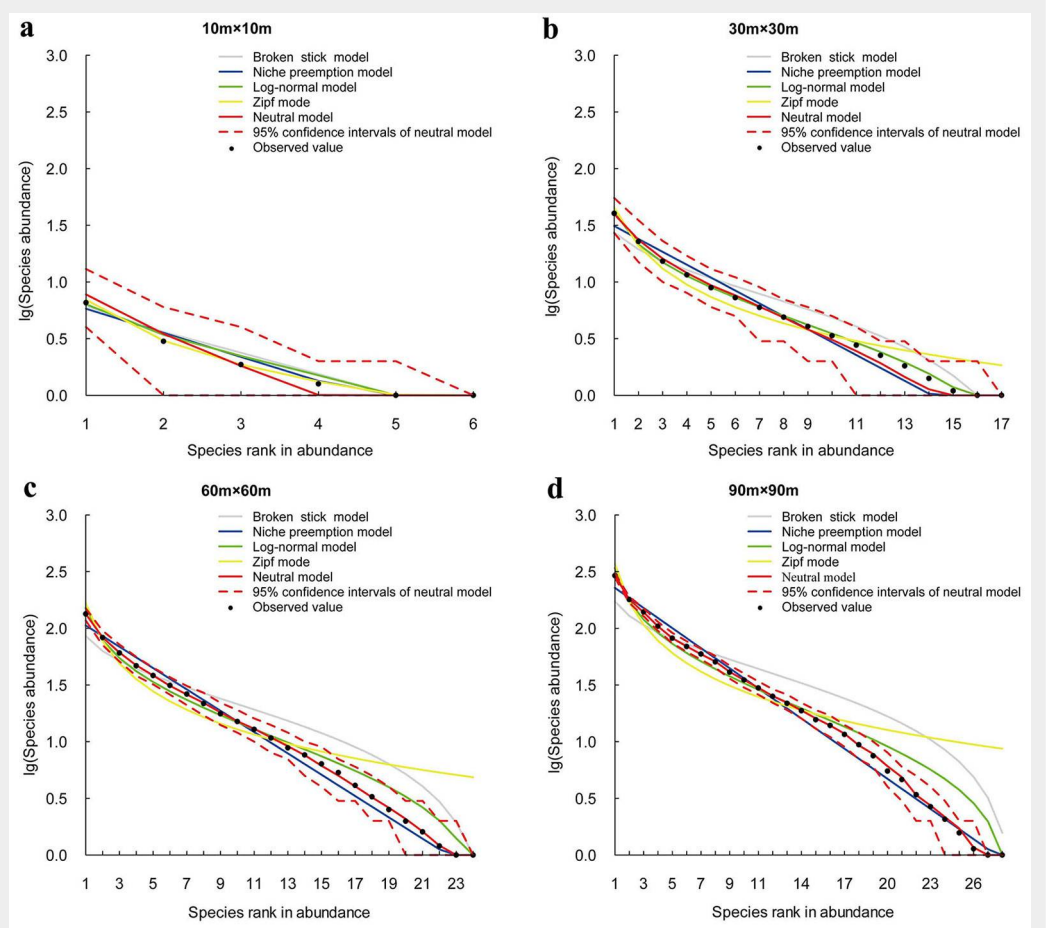 a
10m×10m
Broken stick model
Niche preemption model
Log-normal model
Zipf mode
Neutral model
95% confidence intervals of neutral model
Observed value
3.0
2.5
2.0
1.5
1.0
0.5
0.0
lg(Species abundance)
1 2 3 4 5 6
Species rank in abundance
b
30m×30m
Broken stick model
Niche preemption model
Log-normal model
Zipf mode
Neutral model
95% confidence intervals of neutral model
Observed value
3.0
2.5
2.0
1.5
1.0
0.5
0.0
lg(Species abundance)
1 2 3 4 5 6 7 8 9 11 13 15 17
Species rank in abundance
c
60m×60m
Broken stick model
Niche preemption model
Log-normal model
Zipf mode
Neutral model
95% confidence intervals of neutral model
Observed value
3.0
2.5
2.0
1.5
1.0
0.5
0.0
lg(Species abundance)
1 3 5 7 9 11 13 15 17 19 21 23
Species rank in abundance
d
90m×90m
Broken stick model
Niche preemption model
Log-normal model
Zipf mode
Neutral model
95% confidence intervals of neutral model
Observed value
3.0
2.5
2.0
1.5
1.0
0.5
0.0
lg(Species abundance)
1 3 5 7 9 11 14 17 20 23 26
Species rank in abundance